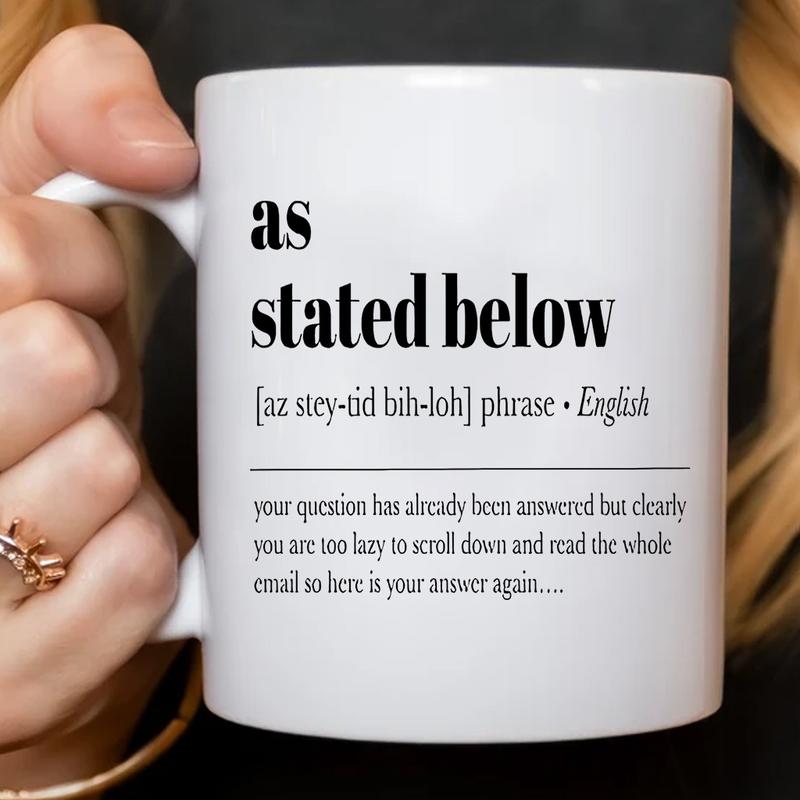 as
stated below
[az stey-tid bih-loh] phrase • English
your question has already been answered but clearly
you are too lazy to scroll down and read the whole
email so here is your answer again....